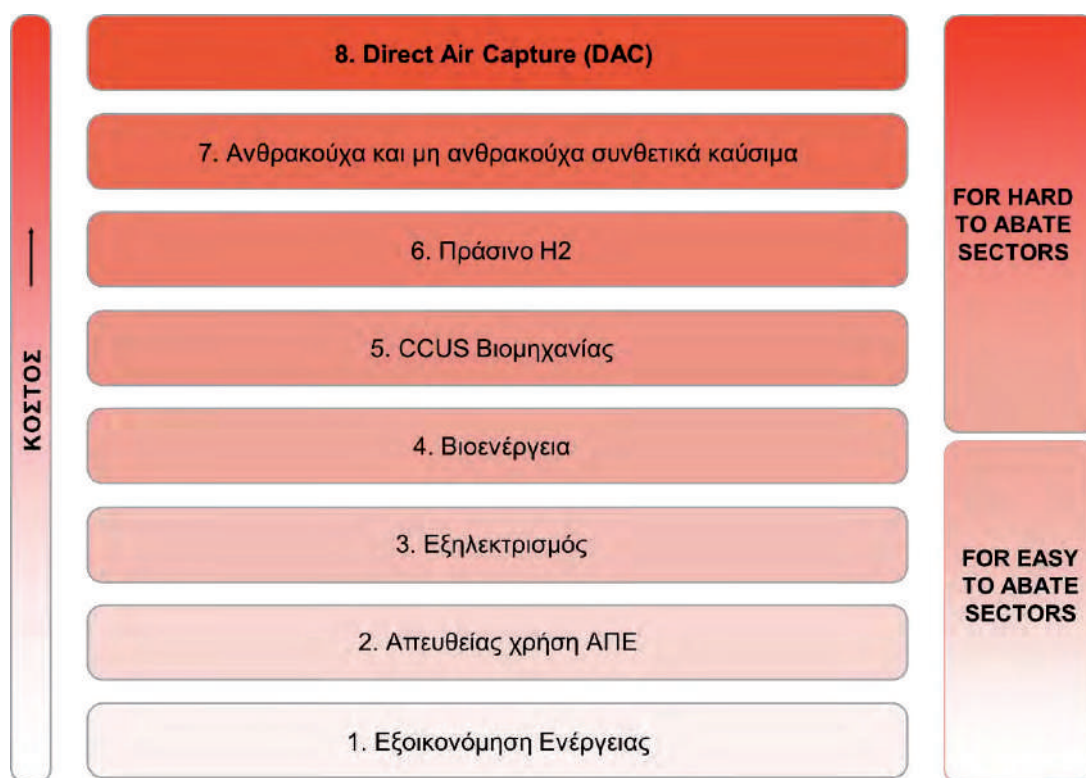 ΚΟΣΤΟΣ
8. Direct Air Capture (DAC)
7. Ανθρακούχα και μη ανθρακούχα συνθετικά καύσιμα
6. Πράσινο H2
5. CCUS Βιομηχανίας
4. Βιοενέργεια
3. Εξηλεκτρισμός
2. Απευθείας χρήση ΑΠΕ
1. Εξοικονόμηση Ενέργειας
FOR HARD
TO ABATE
SECTORS
FOR EASY
TO ABATE
SECTORS